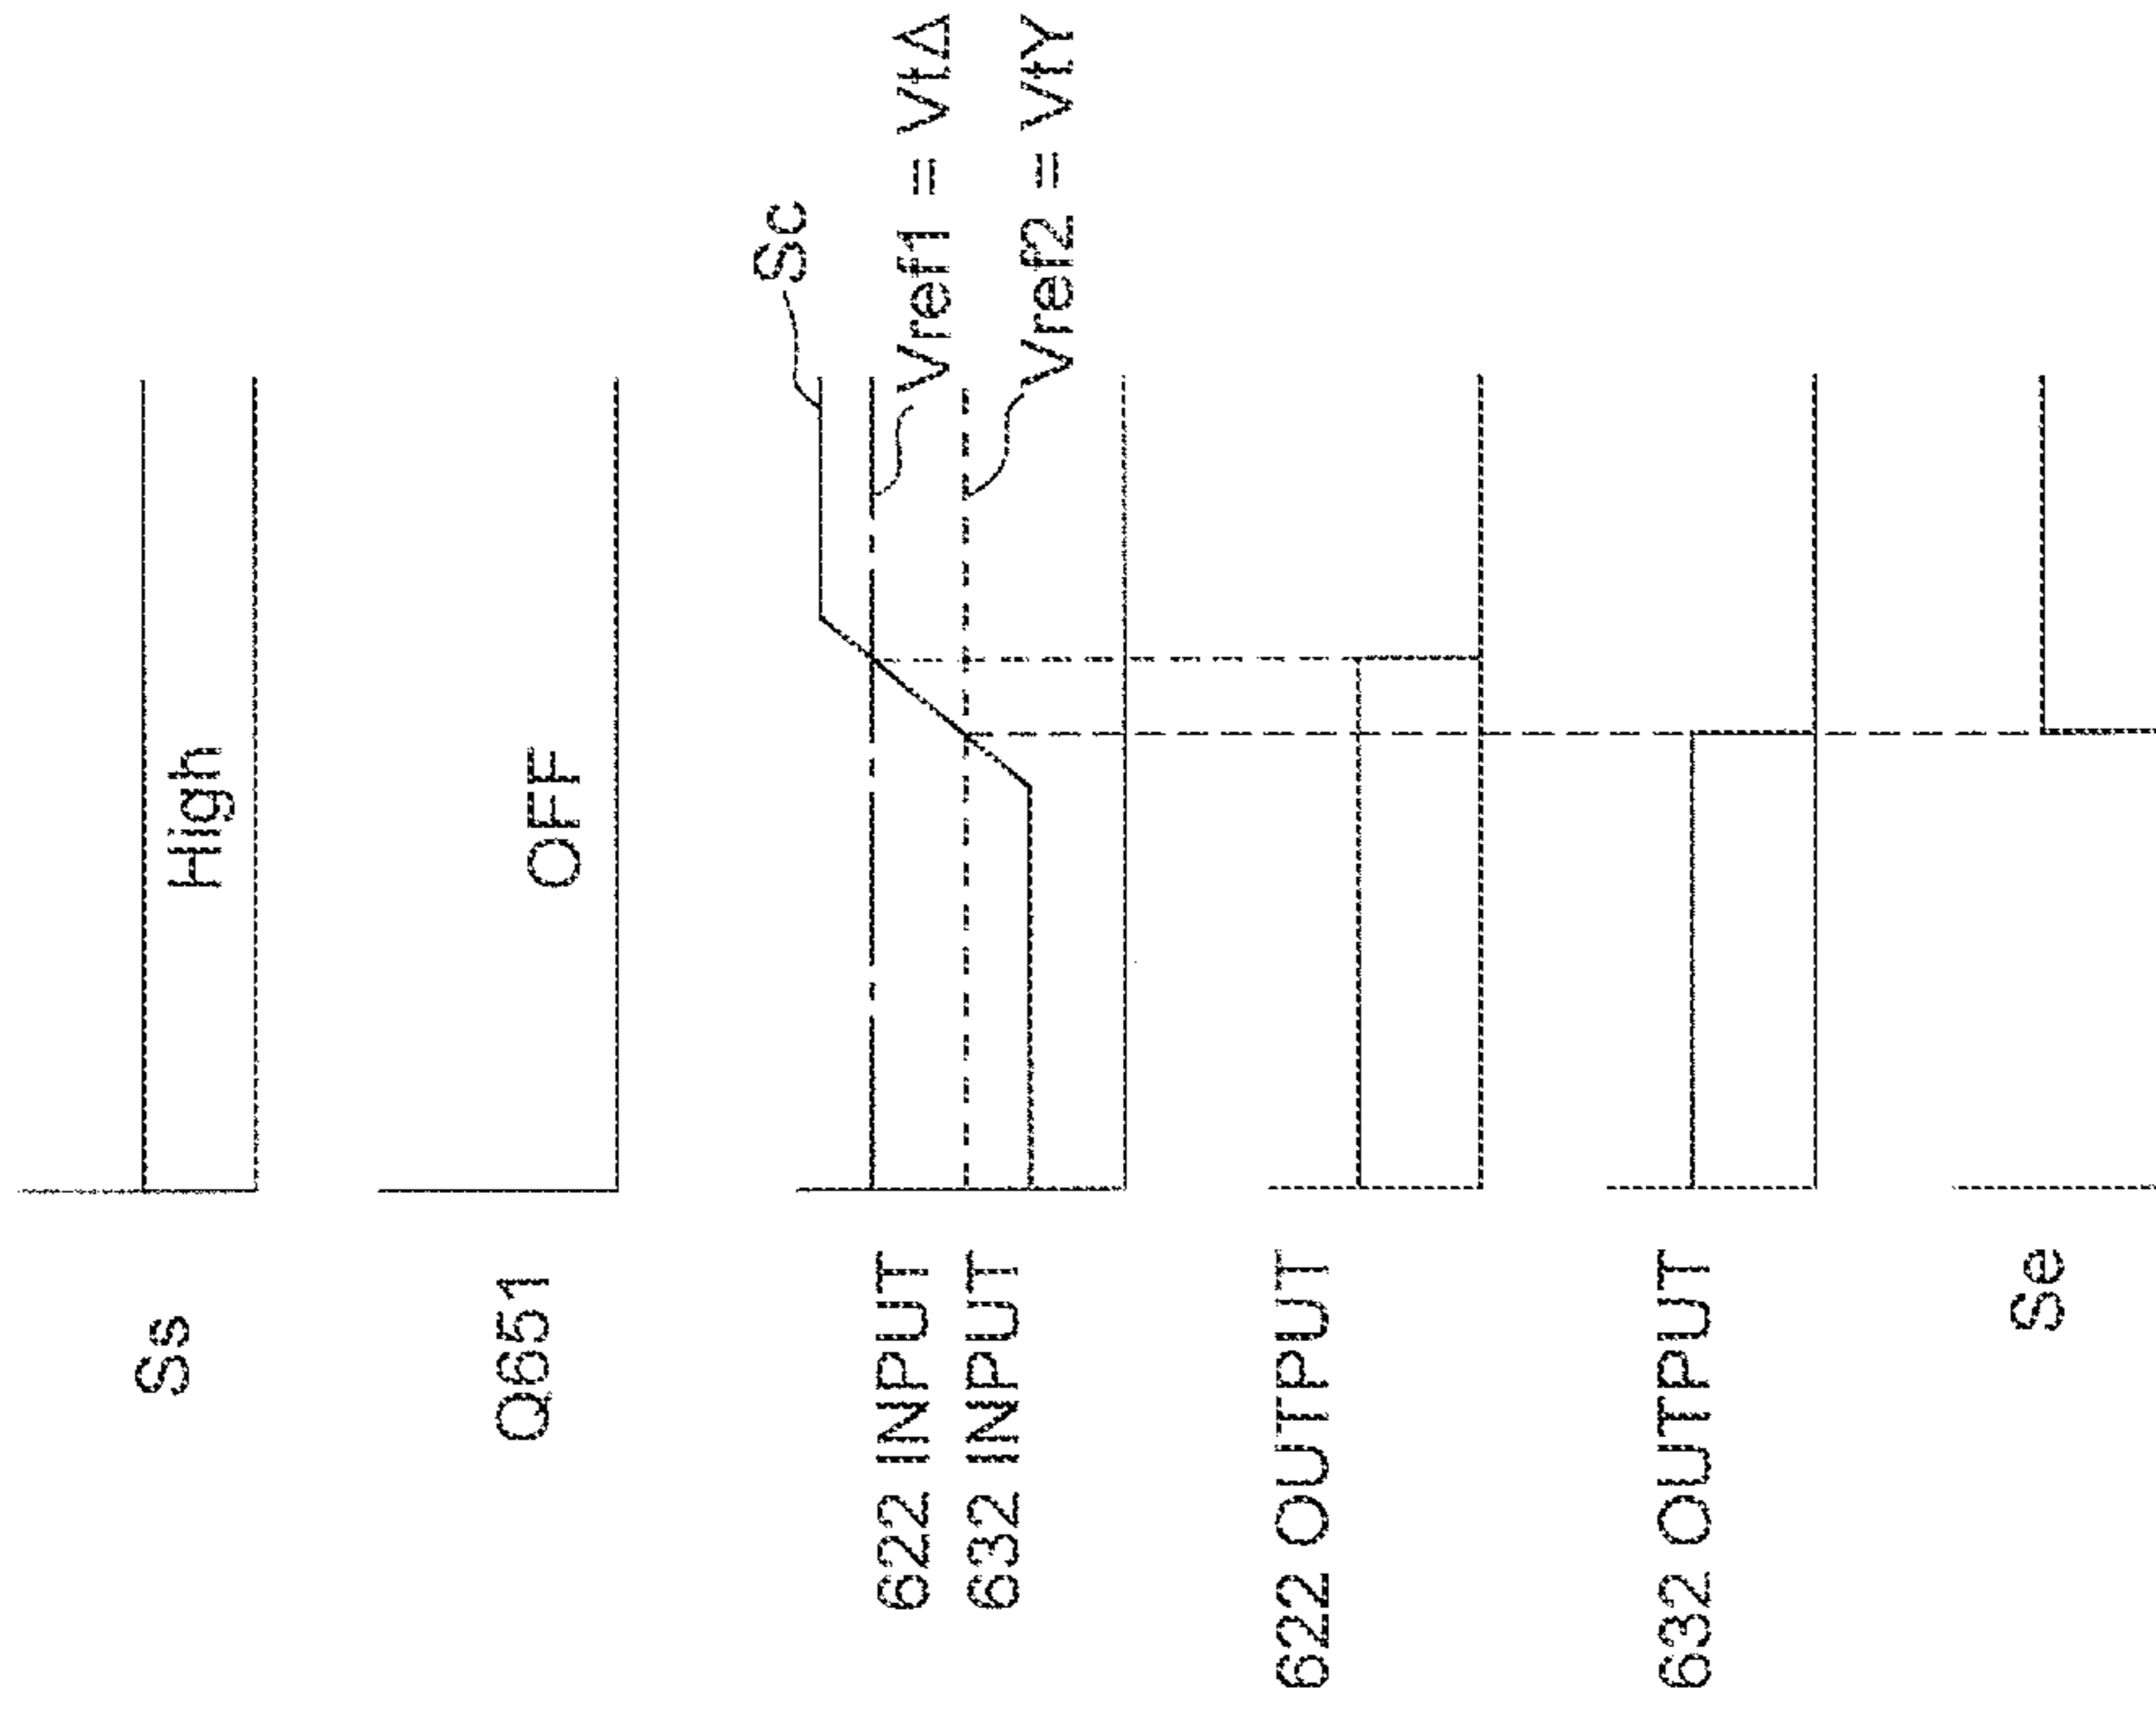 Ss
High
Q651
OFF
622 INPUT
632 INPUT
Sc
Vref1 = VtΔ
Vref2 = VtY
622 OUTPUT
632 OUTPUT
Se